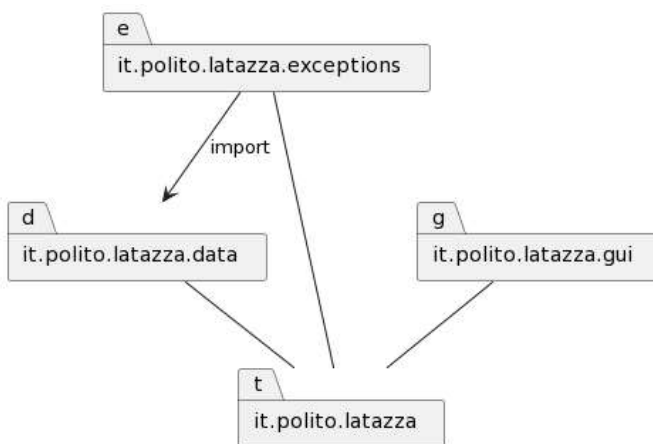 e
it.polito.latazza.exceptions
import
d
it.polito.latazza.data
g
it.polito.latazza.gui
t
it.polito.latazza